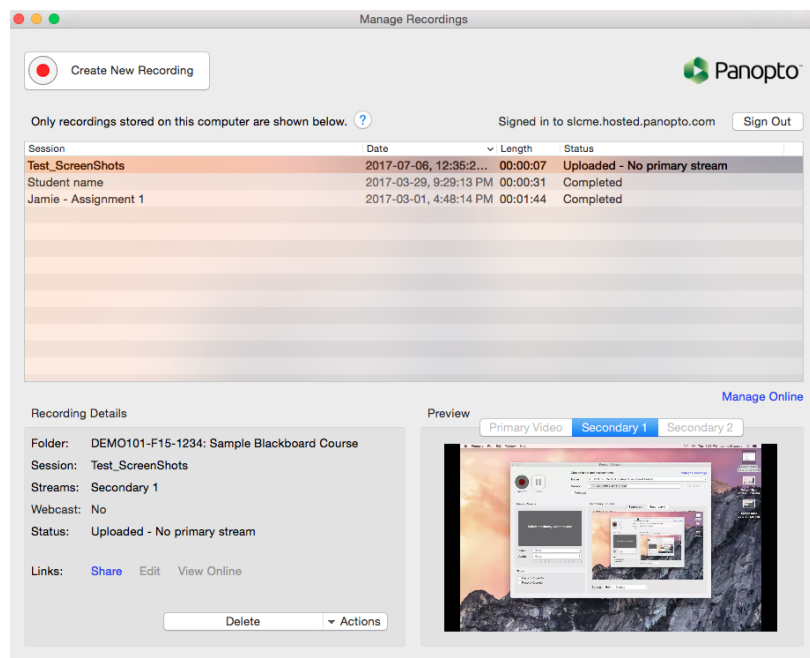 Manage Recordings
Create New Recording
Panopto
Only recordings stored on this computer are shown below. ?
Signed in to slcme.hosted.panopto.com Sign Out
Session Date Length Status
Test_ScreenShots 2017-07-06, 12:35:2... 00:00:07 Uploaded - No primary stream
Student name 2017-03-29, 9:29:13 PM 00:00:31 Completed
Jamie - Assignment 1 2017-03-01, 4:48:14 PM 00:01:44 Completed
Manage Online
Recording Details
Folder: DEMO101-F15-1234: Sample Blackboard Course
Session: Test_ScreenShots
Streams: Secondary 1
Webcast: No
Status: Uploaded - No primary stream
Links: Share Edit View Online
Delete Actions
Preview
Primary Video Secondary 1 Secondary 2